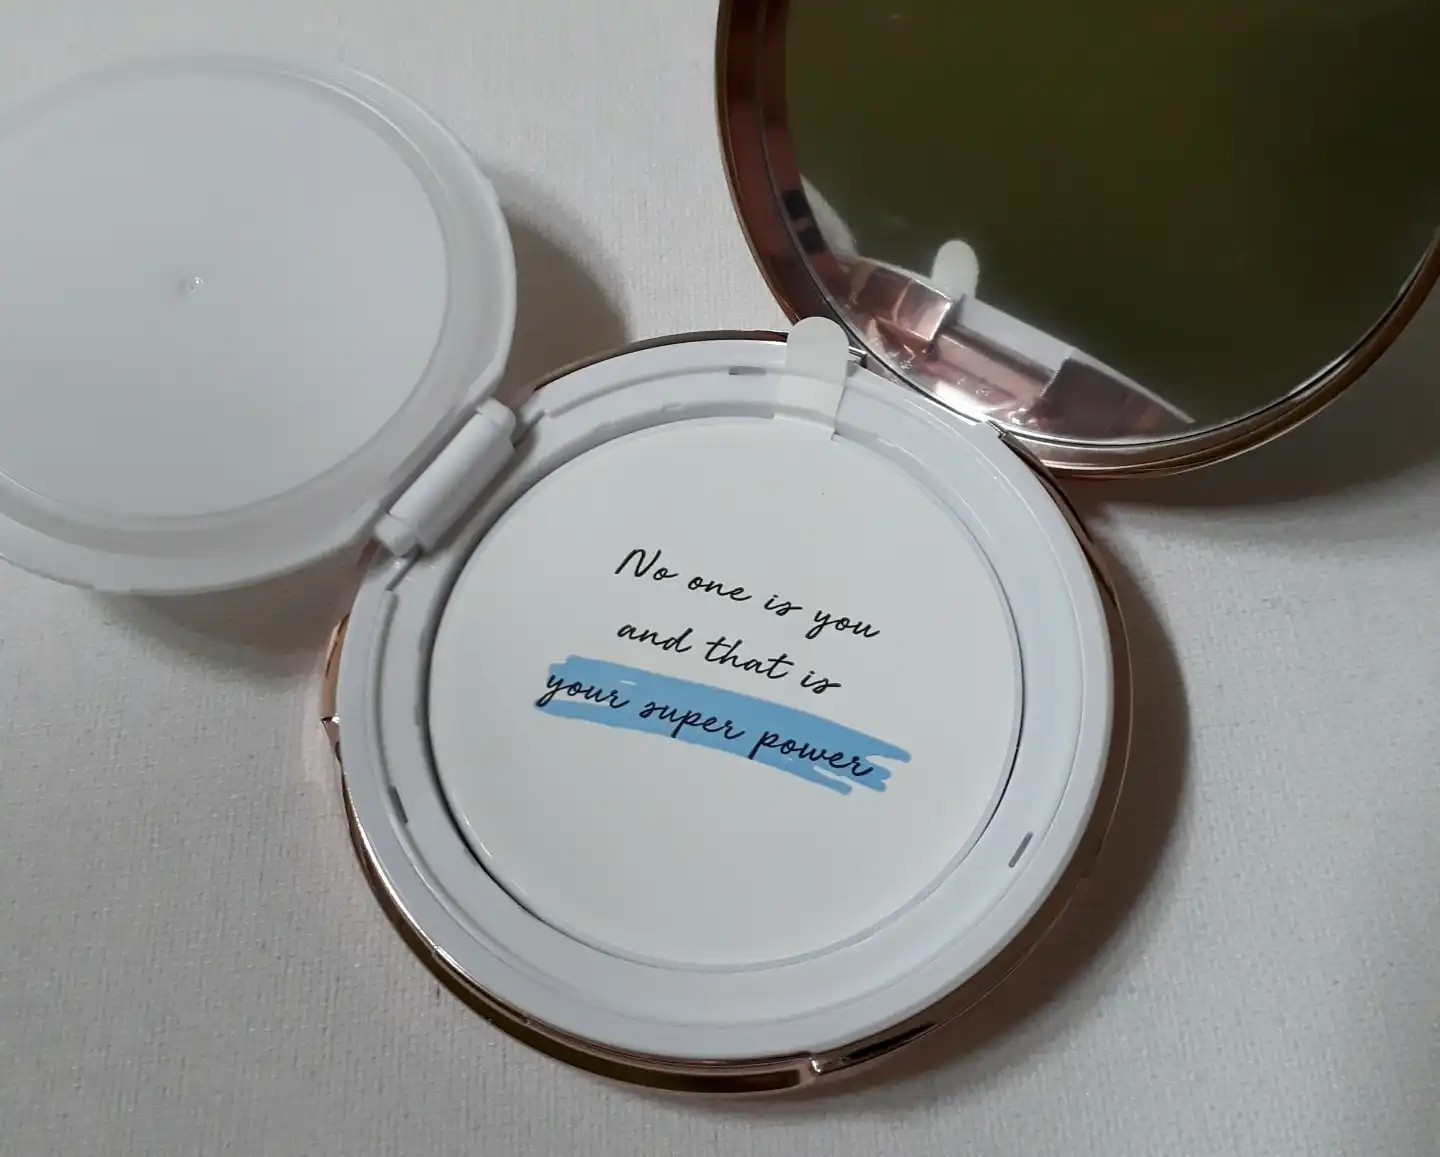 No one is you
and that is
your super power